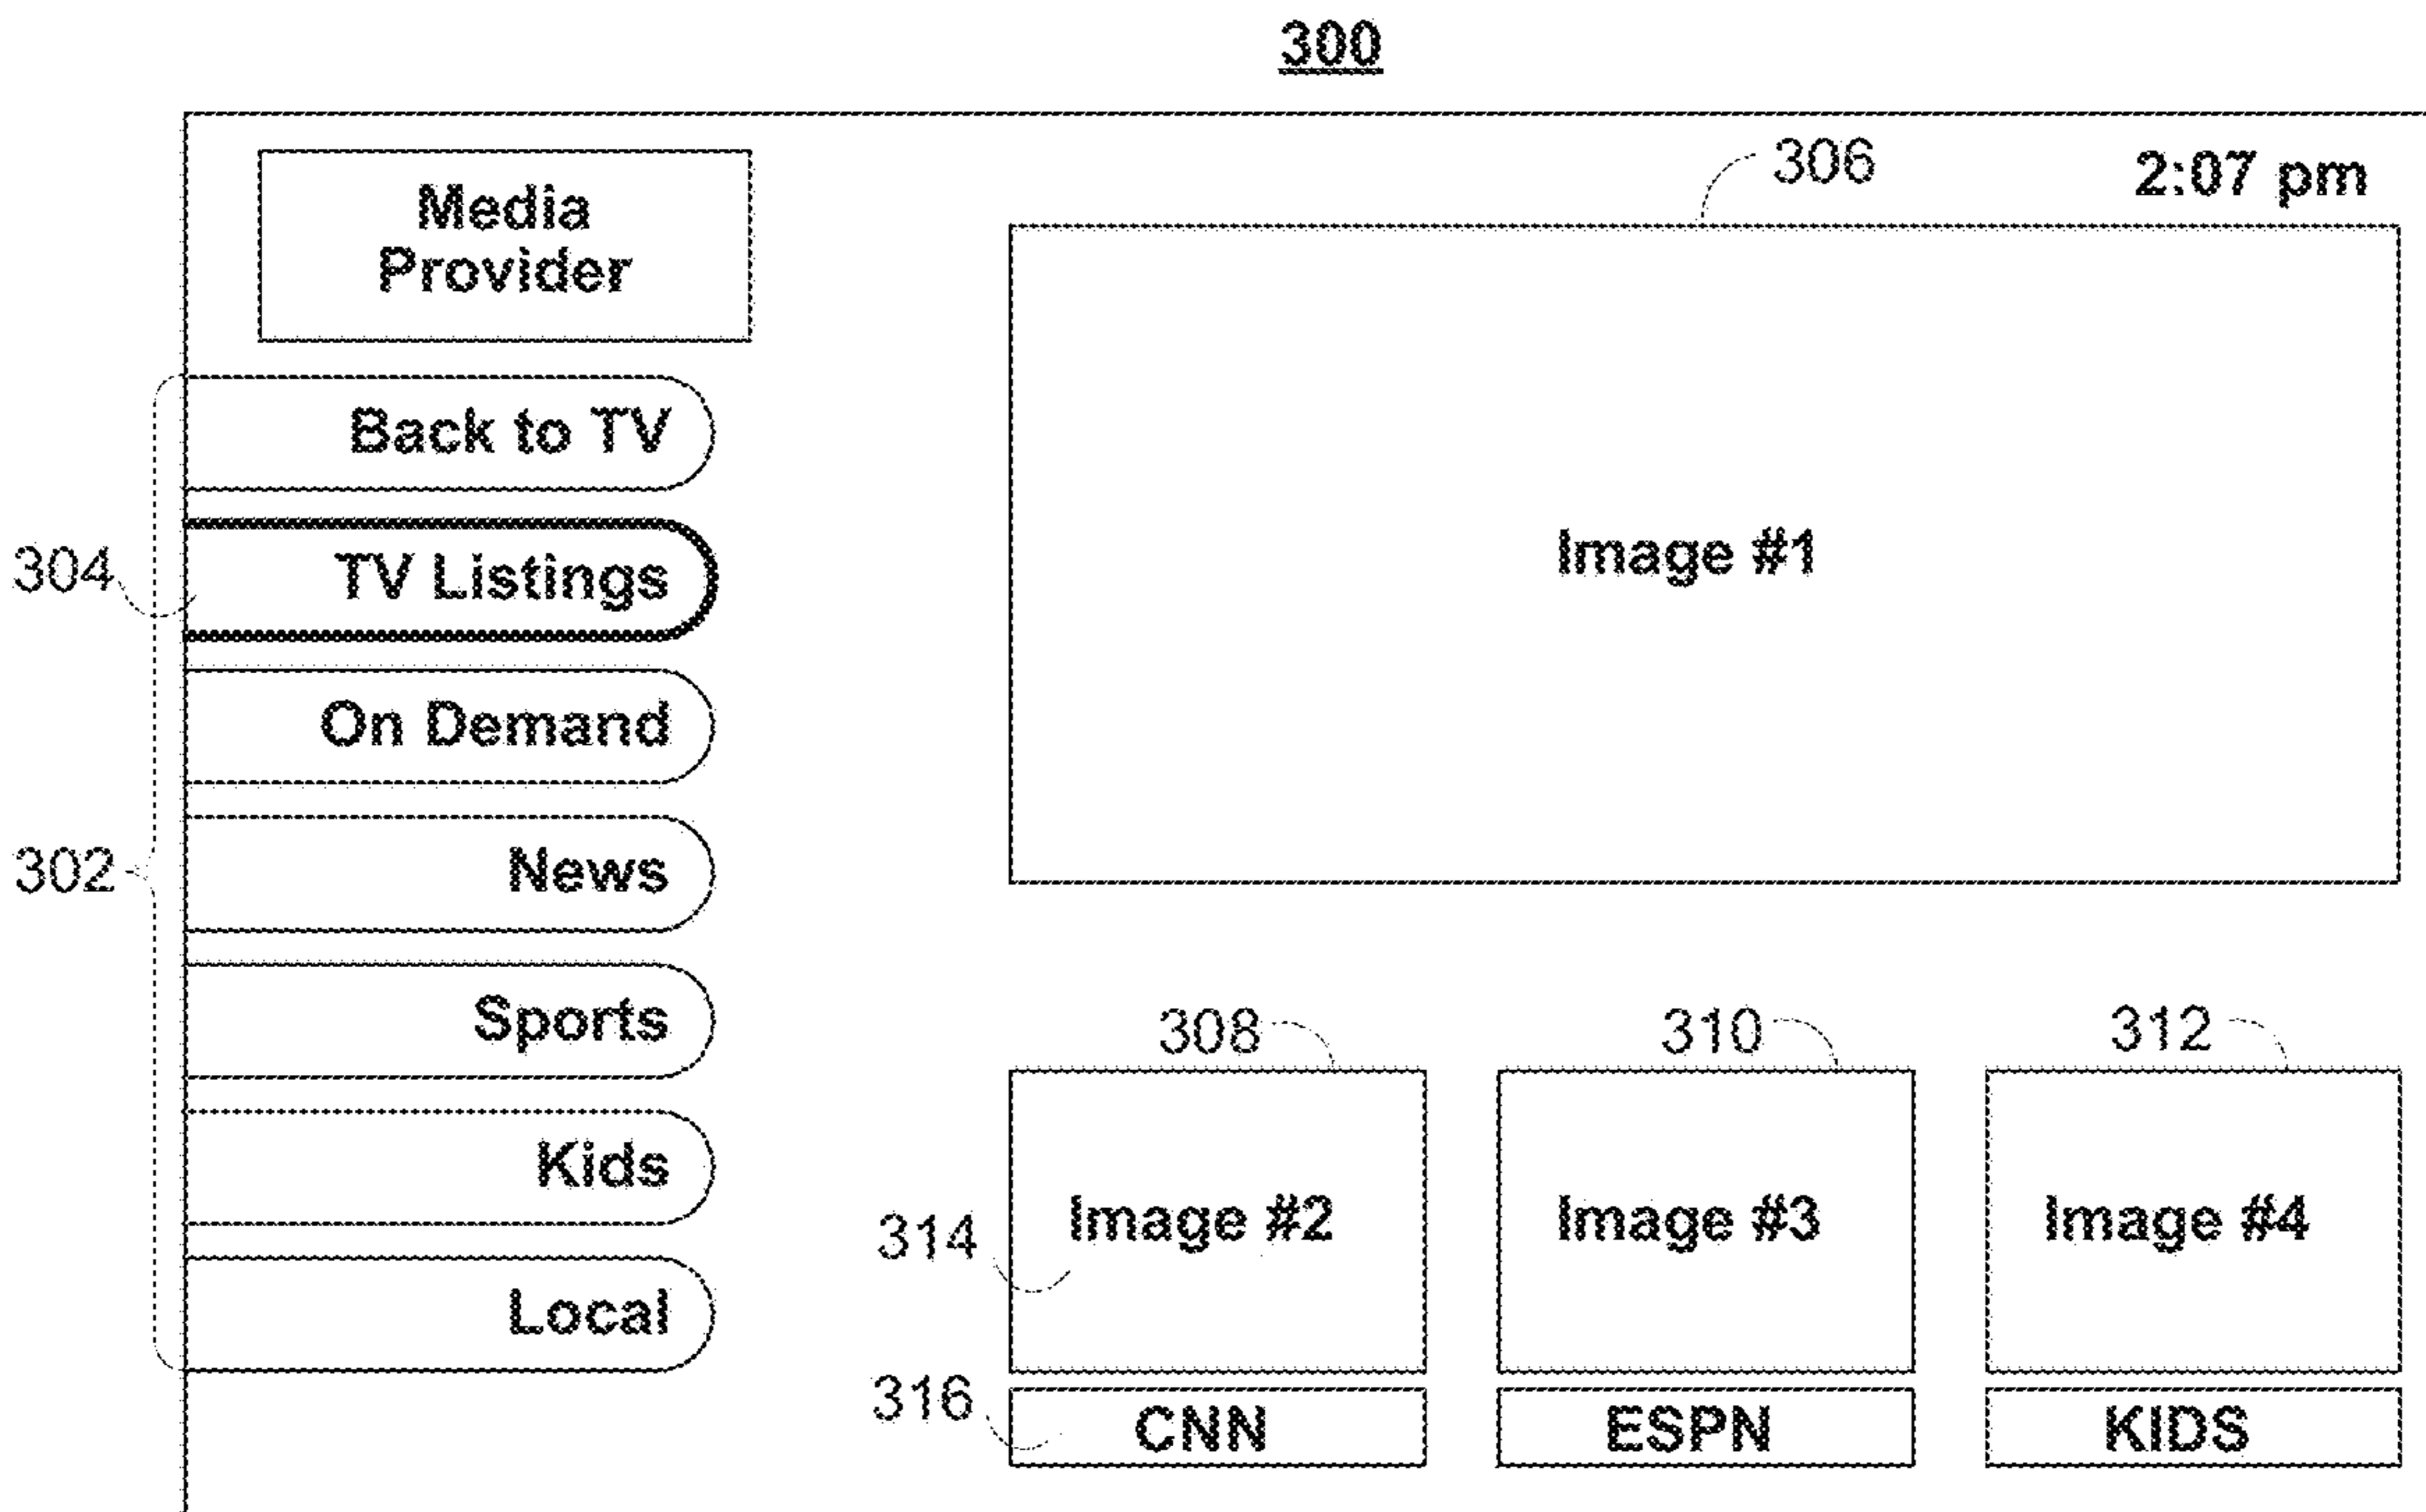 300
306
2:07 pm
Media
Provider
Back to TV
304
TV Listings
On Demand
302
News
Sports
Kids
Local
Image #1
308
310
312
314
Image #2
Image #3
Image #4
316
CNN
ESPN
KIDS